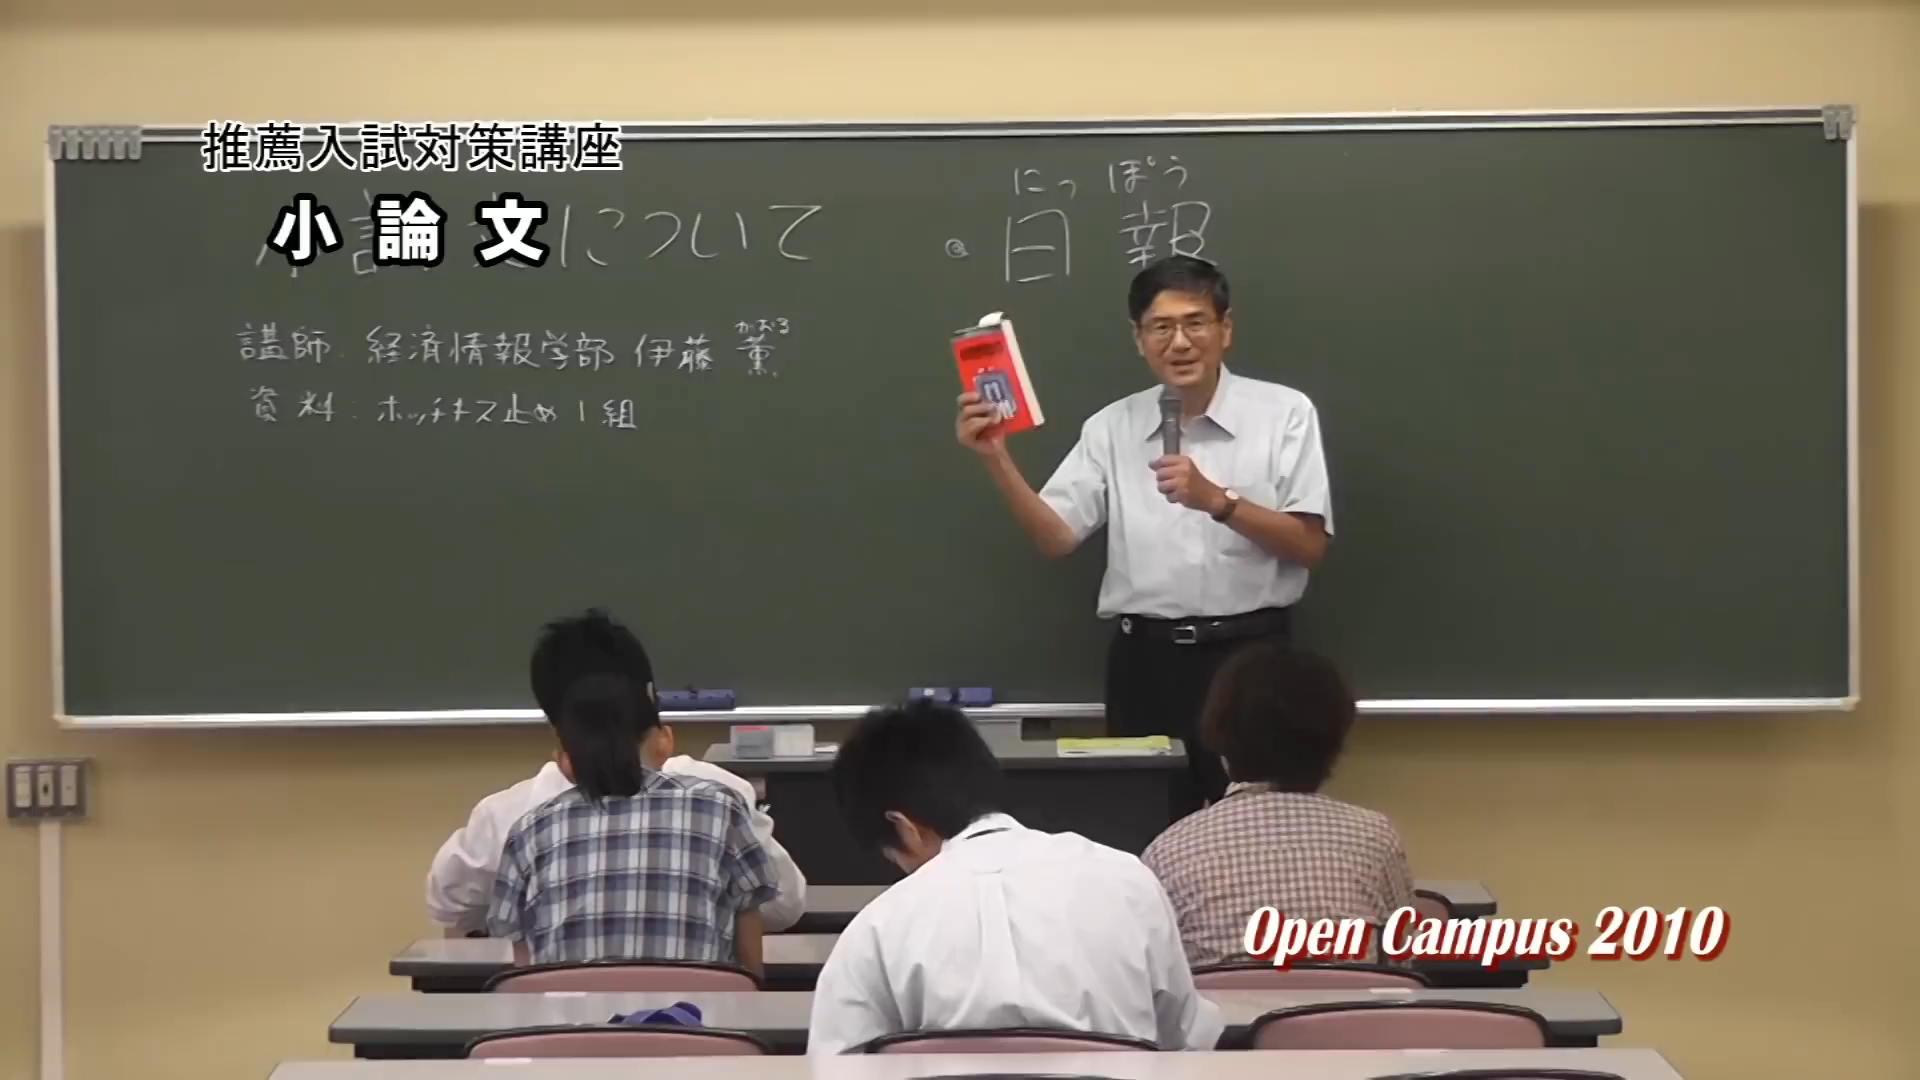 推薦入試対策講座
小論文
について
にっぽう
日報
講師 経済情報学部 伊藤 薫
かおる
資料:ホッチキス止め1組
Open Campus 2010